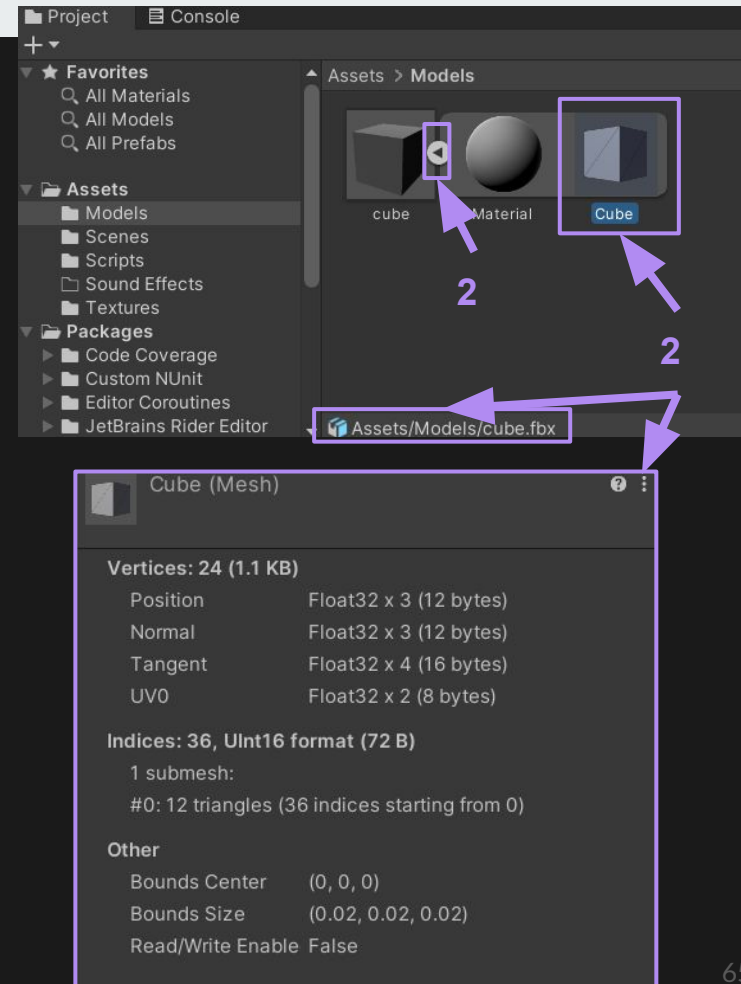 Project Console
Favorites
All Materials
All Models
All Prefabs
Assets
Models
Scenes
Scripts
Sound Effects
Textures
Packages
Code Coverage
Custom NUnit
Editor Coroutines
JetBrains Rider Editor
Assets > Models
cube Material Cube
2
2
Assets/Models/cube.fbx
Cube (Mesh)
Vertices: 24 (1.1 KB)
Position Float32 x 3 (12 bytes)
Normal Float32 x 3 (12 bytes)
Tangent Float32 x 4 (16 bytes)
UV0 Float32 x 2 (8 bytes)
Indices: 36, UInt16 format (72 B)
1 submesh:
#0: 12 triangles (36 indices starting from 0)
Other
Bounds Center (0, 0, 0)
Bounds Size (0.02, 0.02, 0.02)
Read/Write Enable False